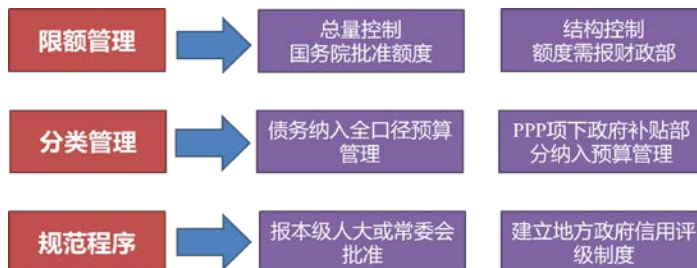 限额管理
总量控制
国务院批准额度
结构控制
额度需报财政部
分类管理
债务纳入全口径预算
管理
PPP项下政府补贴部
分纳入预算管理
规范程序
报本级人大或常委会
批准
建立地方政府信用评
级制度